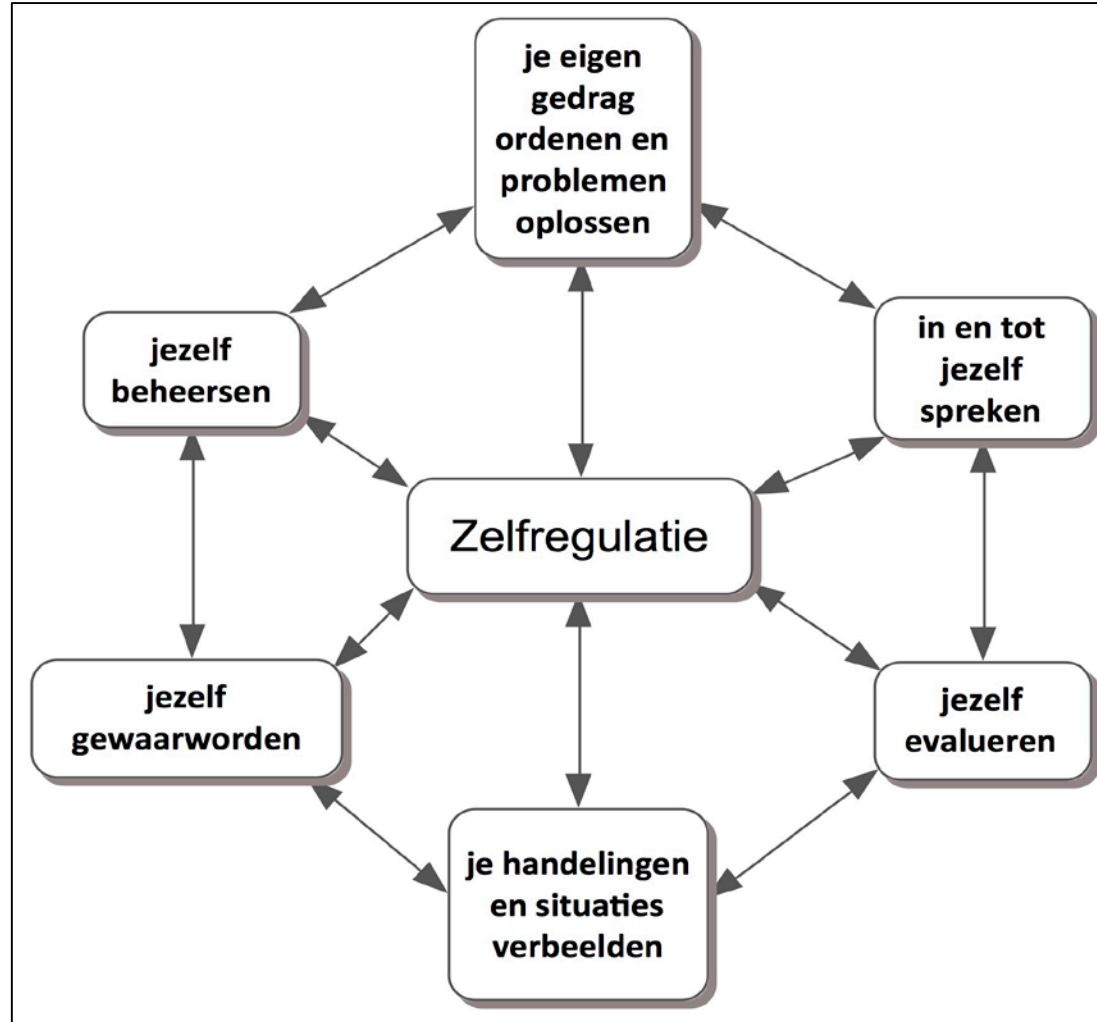 je eigen
gedrag
ordenen en
problemen
oplossen
jezelf
beheersen
in en tot
jezelf
spreken
Zelfregulatie
jezelf
gewaarworden
jezelf
evalueren
je handelingen
en situaties
verbeelden